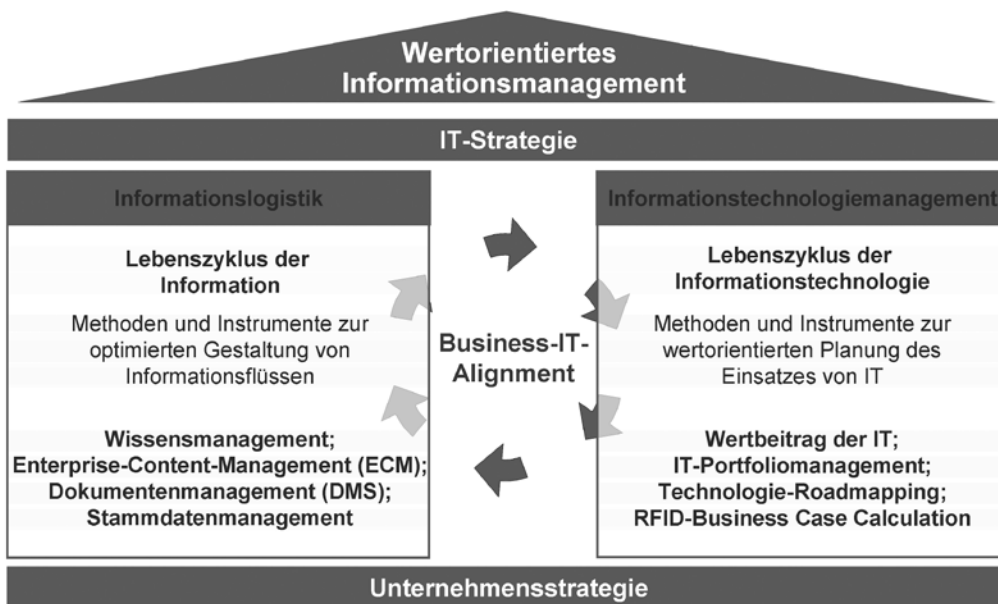 Wertorientiertes
Informationsmanagement
IT-Strategie
Informationslogistik
Lebenszyklus der
Information
Methoden und Instrumente zur
optimierten Gestaltung von
Informationsflüssen
Wissensmanagement;
Enterprise-Content-Management (ECM);
Dokumentenmanagement (DMS);
Stammdatenmanagement
Business-IT-
Alignment
Informationstechnologiemanagement
Lebenszyklus der
Informationstechnologie
Methoden und Instrumente zur
wertorientierten Planung des
Einsatzes von IT
Wertbeitrag der IT;
IT-Portfoliomanagement;
Technologie-Roadmapping;
RFID-Business Case Calculation
Unternehmensstrategie